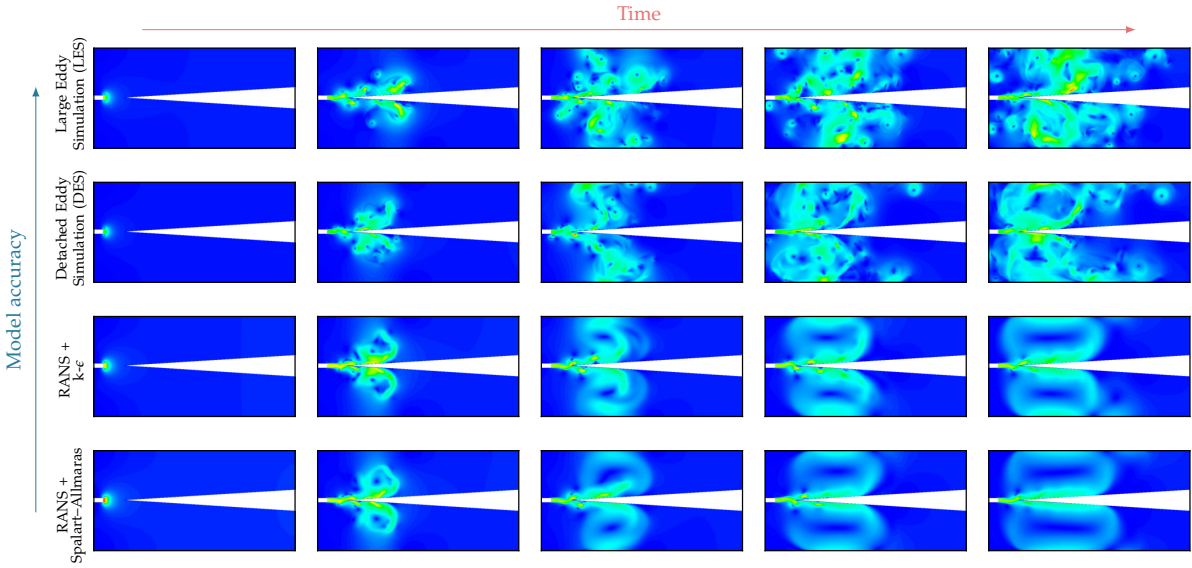 Time
Model accuracy
Large Eddy
Simulation (LES)
Detached Eddy
Simulation (DES)
RANS +
k-ϵ
RANS +
Spalart–Allmaras